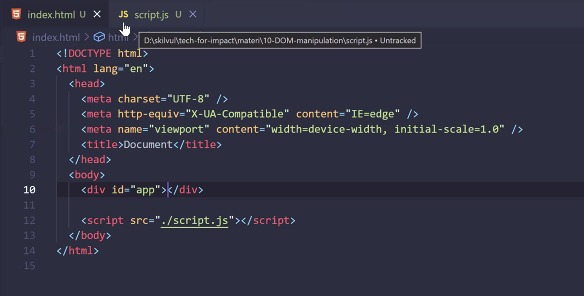 index.html U
JS script.js U
index.html > html >
D:\skilvul\tech-for-impact\materi\10-DOM-manipulation\script.js • Untracked
1 <!DOCTYPE html>
2 <html lang="en">
3 <head>
4 <meta charset="UTF-8" />
5 <meta http-equiv="X-UA-Compatible" content="IE=edge" />
6 <meta name="viewport" content="width=device-width, initial-scale=1.0" />
7 <title>Document</title>
8 </head>
9 <body>
10 <div id="app"></div>
11
12 <script src="./script.js"></script>
13 </body>
14 </html>
15